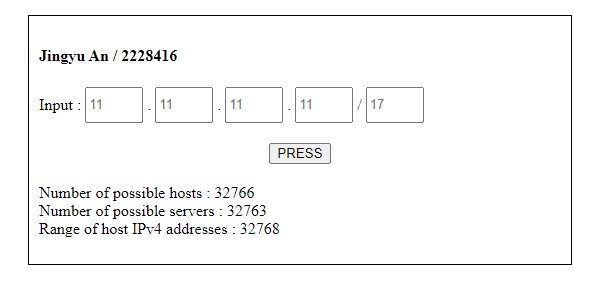 Jingyu An / 2228416
Input : 11 . 11 . 11 . 11 / 17
PRESS
Number of possible hosts : 32766
Number of possible servers : 32763
Range of host IPv4 addresses : 32768